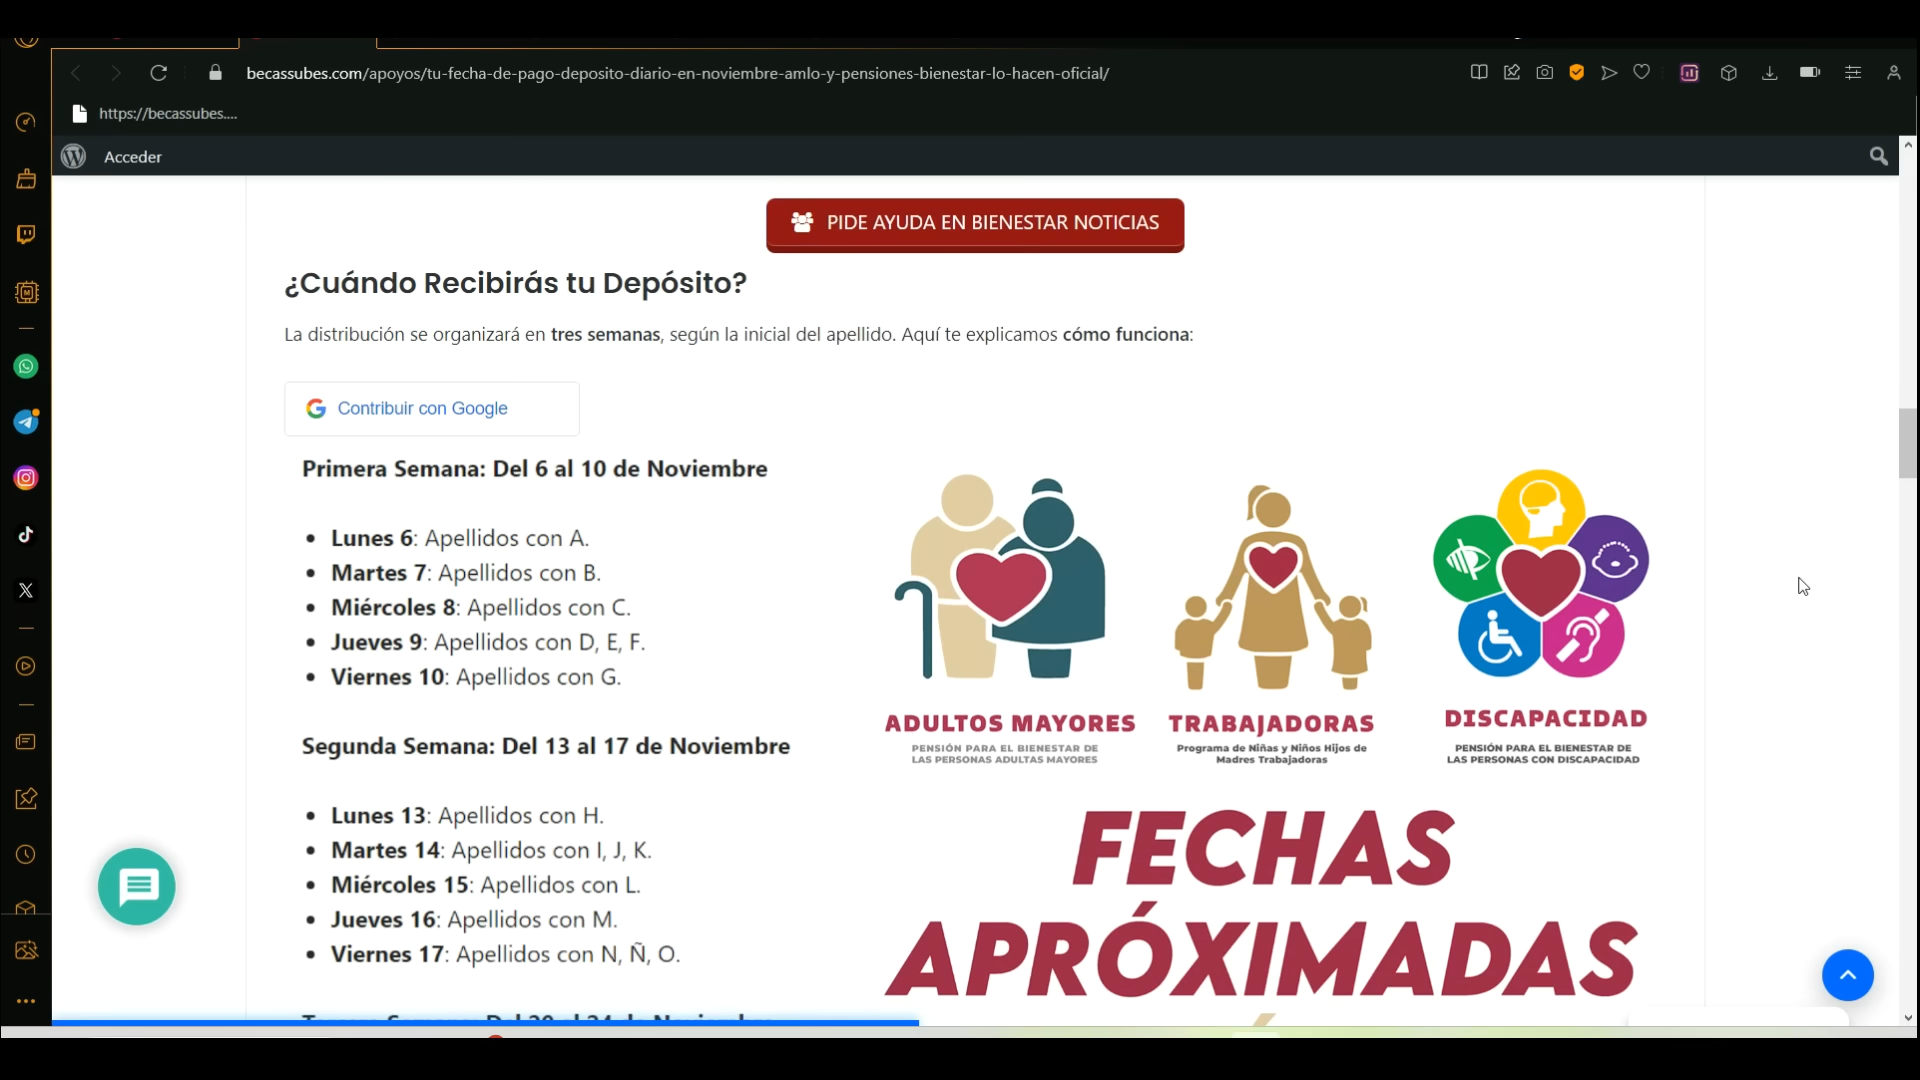 becassubes.com/apoyos/tu-fecha-de-pago-deposito-diario-en-noviembre-amlo-y-pensiones-bienestar-lo-hacen-oficial/
https://becassubes....
Acceder
PIDE AYUDA EN BIENESTAR NOTICIAS
¿Cuándo Recibirás tu Depósito?
La distribución se organizará en tres semanas, según la inicial del apellido. Aquí te explicamos cómo funciona:
Contribuir con Google
Primera Semana: Del 6 al 10 de Noviembre
• Lunes 6: Apellidos con A.
• Martes 7: Apellidos con B.
• Miércoles 8: Apellidos con C.
• Jueves 9: Apellidos con D, E, F.
• Viernes 10: Apellidos con G.
Segunda Semana: Del 13 al 17 de Noviembre
• Lunes 13: Apellidos con H.
• Martes 14: Apellidos con I, J, K.
• Miércoles 15: Apellidos con L.
• Jueves 16: Apellidos con M.
• Viernes 17: Apellidos con N, Ñ, O.
ADULTOS MAYORES
PENSIÓN PARA EL BIENESTAR DE
LAS PERSONAS ADULTAS MAYORES
TRABAJADORAS
Programa de Niñas y Niños Hijos de
Madres Trabajadoras
DISCAPACIDAD
PENSIÓN PARA EL BIENESTAR DE
LAS PERSONAS CON DISCAPACIDAD
FECHAS
APRÓXIMADAS